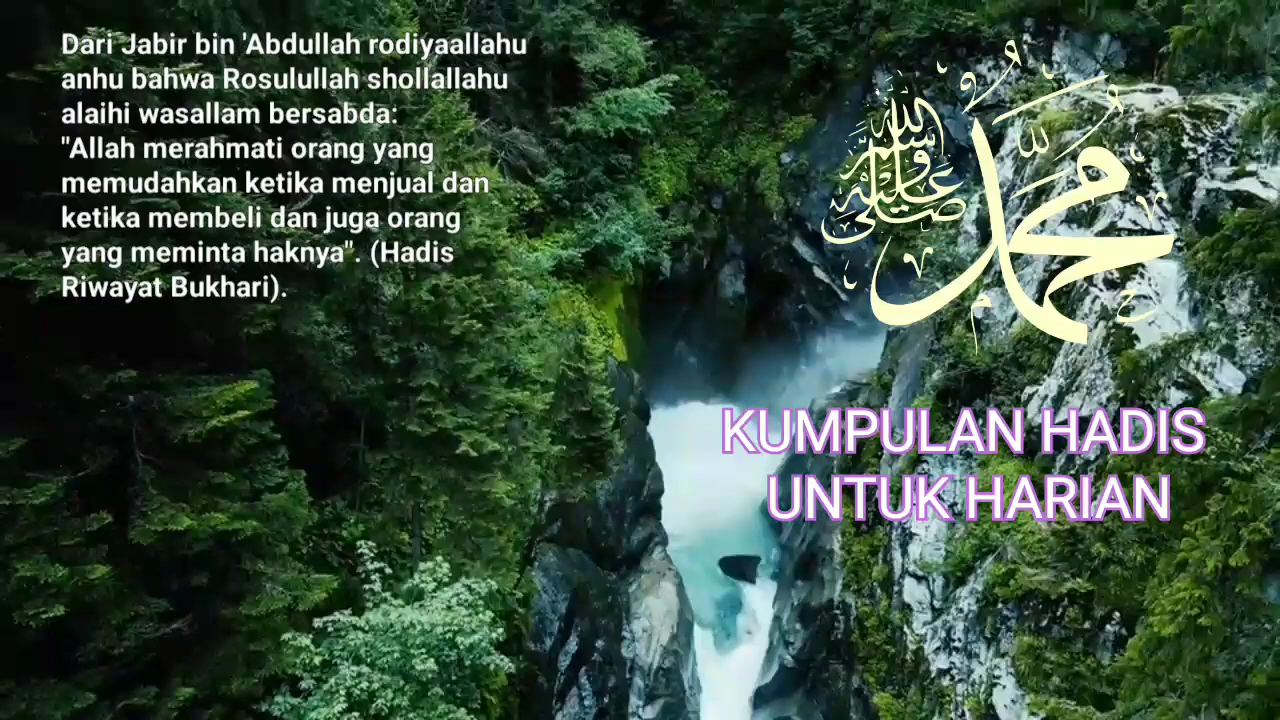 Dari Jabir bin 'Abdullah rodiyaallahu
anhu bahwa Rosulullah shollallahu
alaihi wasallam bersabda:
"Allah merahmati orang yang
memudahkan ketika menjual dan
ketika membeli dan juga orang
yang meminta haknya". (Hadis
Riwayat Bukhari).
محمد صلى الله عليه وسلم
KUMPULAN HADIS
UNTUK HARIAN